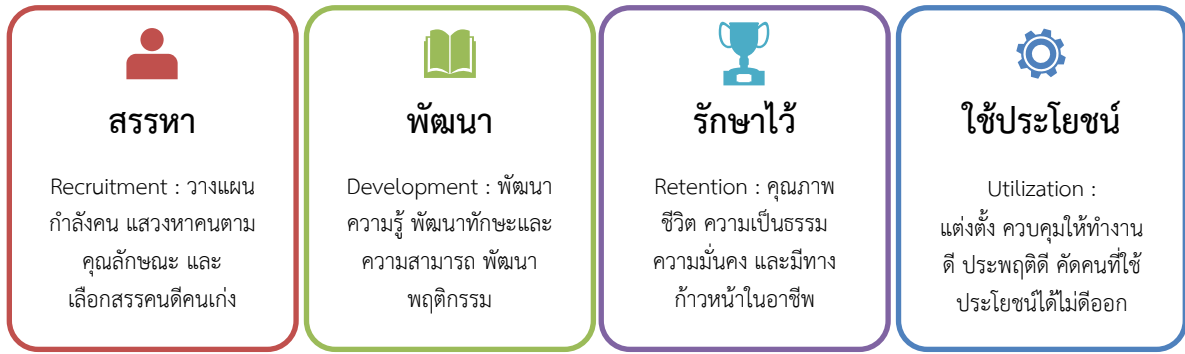 สรรหา
Recruitment : วางแผน
กำลังคน แสวงหาคนตาม
คุณลักษณะ และ
เลือกสรรคนดีคนเก่ง
พัฒนา
Development : พัฒนา
ความรู้ พัฒนาทักษะและ
ความสามารถ พัฒนา
พฤติกรรม
รักษาไว้
Retention : คุณภาพ
ชีวิต ความเป็นธรรม
ความมั่นคง และมีทาง
ก้าวหน้าในอาชีพ
ใช้ประโยชน์
Utilization :
แต่งตั้ง ควบคุมให้ทำงาน
ดี ประพฤติดี คัดคนที่ใช้
ประโยชน์ได้ไม่ดีออก